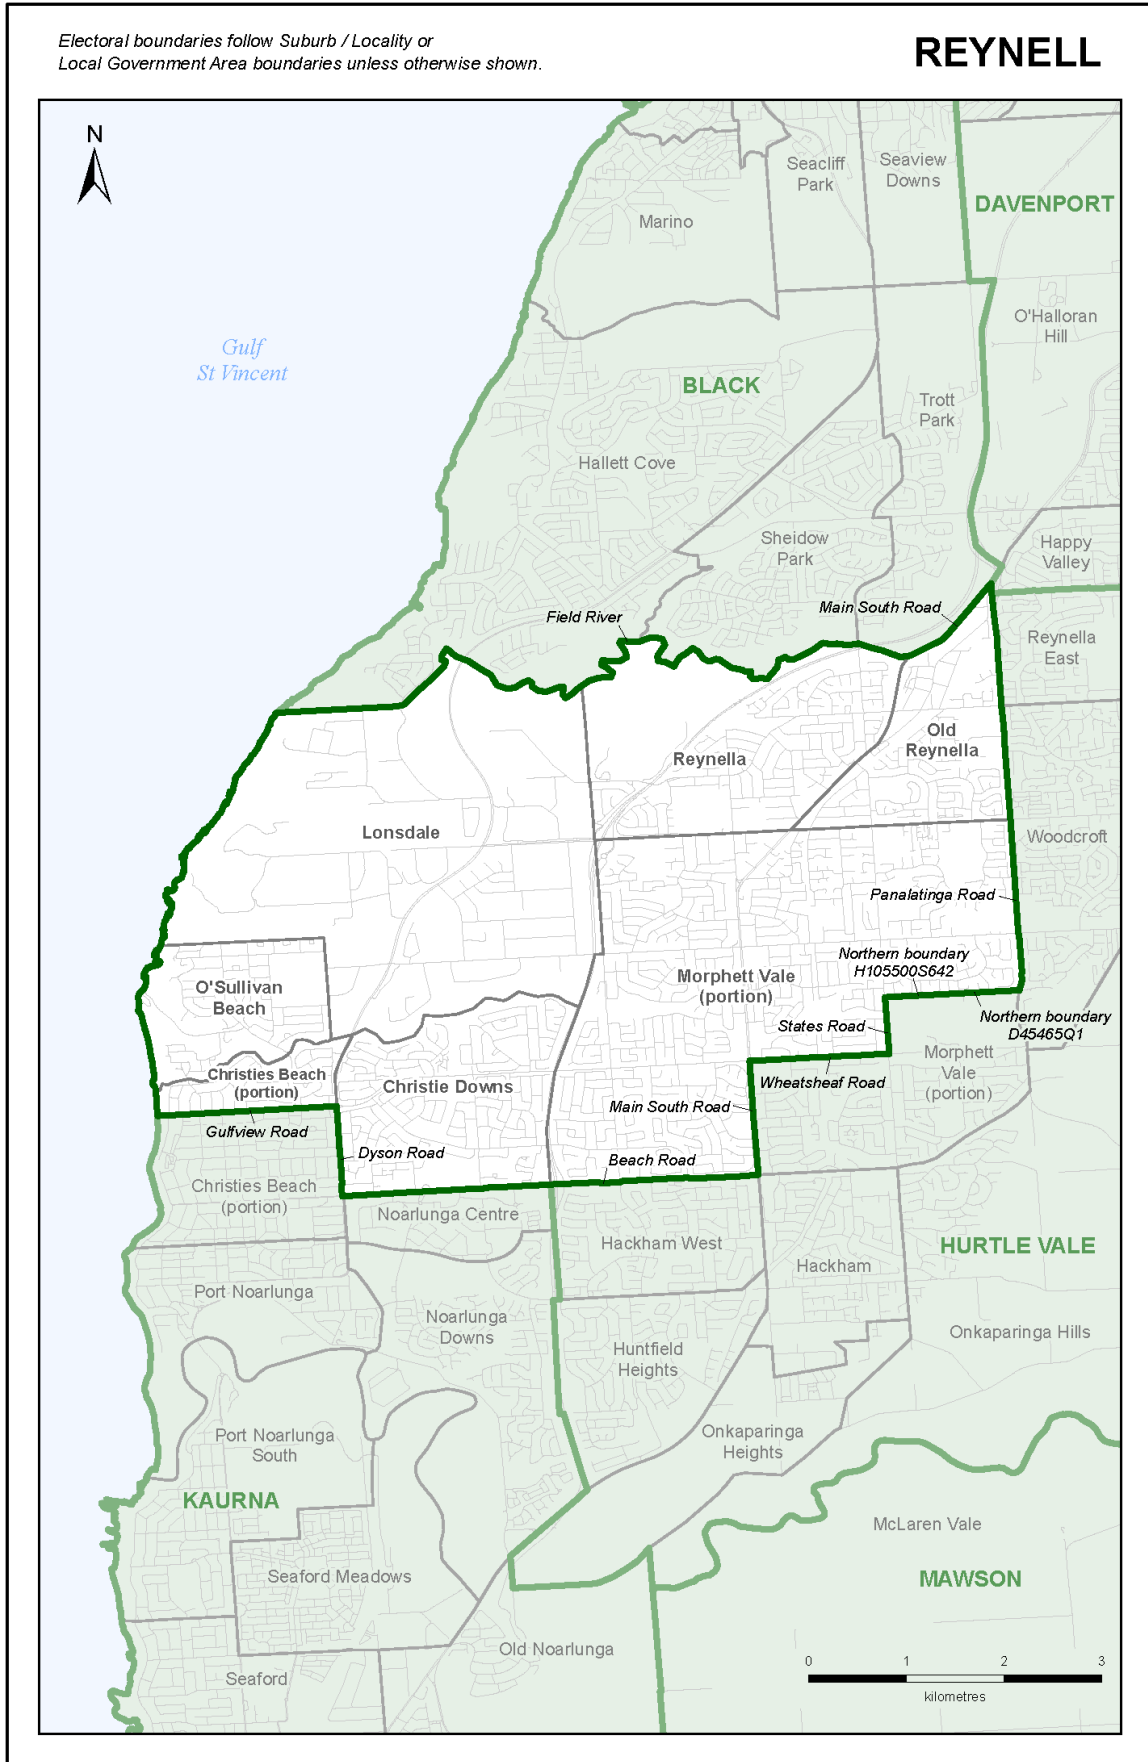 Electoral boundaries follow Suburb / Locality or
Local Government Area boundaries unless otherwise shown.
REYNELL
N
Seacliff
Park
Seaview
Downs
DAVENPORT
Marino
O'Halloran
Hill
Gulf
St Vincent
BLACK
Trott
Park
Hallett Cove
Sheidow
Park
Happy
Valley
Field River
Main South Road
Reynella
East
Old
Reynella
Reynella
Lonsdale
Woodcroft
Panalatinga Road
Northern boundary
H105500S642
Morphett Vale
(portion)
O'Sullivan
Beach
States Road
Northern boundary
D45465Q1
Morphett
Vale
(portion)
Christies Beach
(portion)
Christie Downs
Wheatsheaf Road
Main South Road
Gulfview Road
Dyson Road
Beach Road
Christies Beach
(portion)
Noarlunga Centre
Hackham West
HURTLE VALE
Hackham
Port Noarlunga
Noarlunga
Downs
Onkaparinga Hills
Huntfield
Heights
Port Noarlunga
South
Onkaparinga
Heights
KAURNA
McLaren Vale
Seaford Meadows
MAWSON
Old Noarlunga
Seaford
0 1 2 3
kilometres